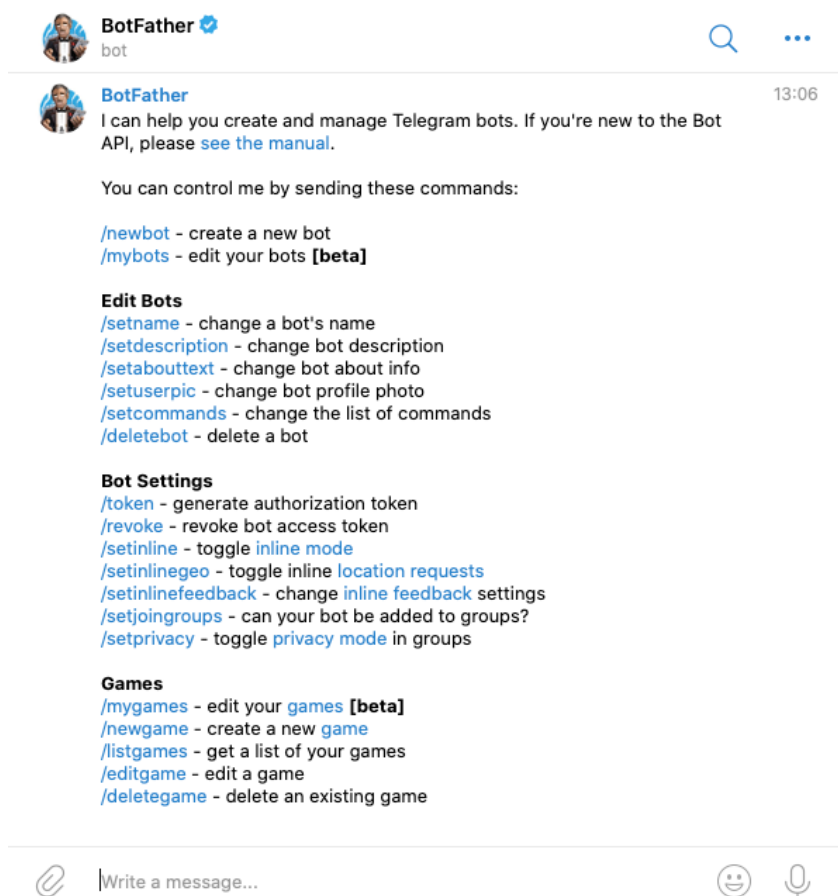 BotFather
bot
BotFather
13:06
I can help you create and manage Telegram bots. If you're new to the Bot
API, please see the manual.
You can control me by sending these commands:
/newbot - create a new bot
/mybots - edit your bots [beta]
Edit Bots
/setname - change a bot's name
/setdescription - change bot description
/setabouttext - change bot about info
/setuserpic - change bot profile photo
/setcommands - change the list of commands
/deletebot - delete a bot
Bot Settings
/token - generate authorization token
/revoke - revoke bot access token
/setinline - toggle inline mode
/setinlinegeo - toggle inline location requests
/setinlinefeedback - change inline feedback settings
/setjoingroups - can your bot be added to groups?
/setprivacy - toggle privacy mode in groups
Games
/mygames - edit your games [beta]
/newgame - create a new game
/listgames - get a list of your games
/editgame - edit a game
/deletegame - delete an existing game
Write a message...